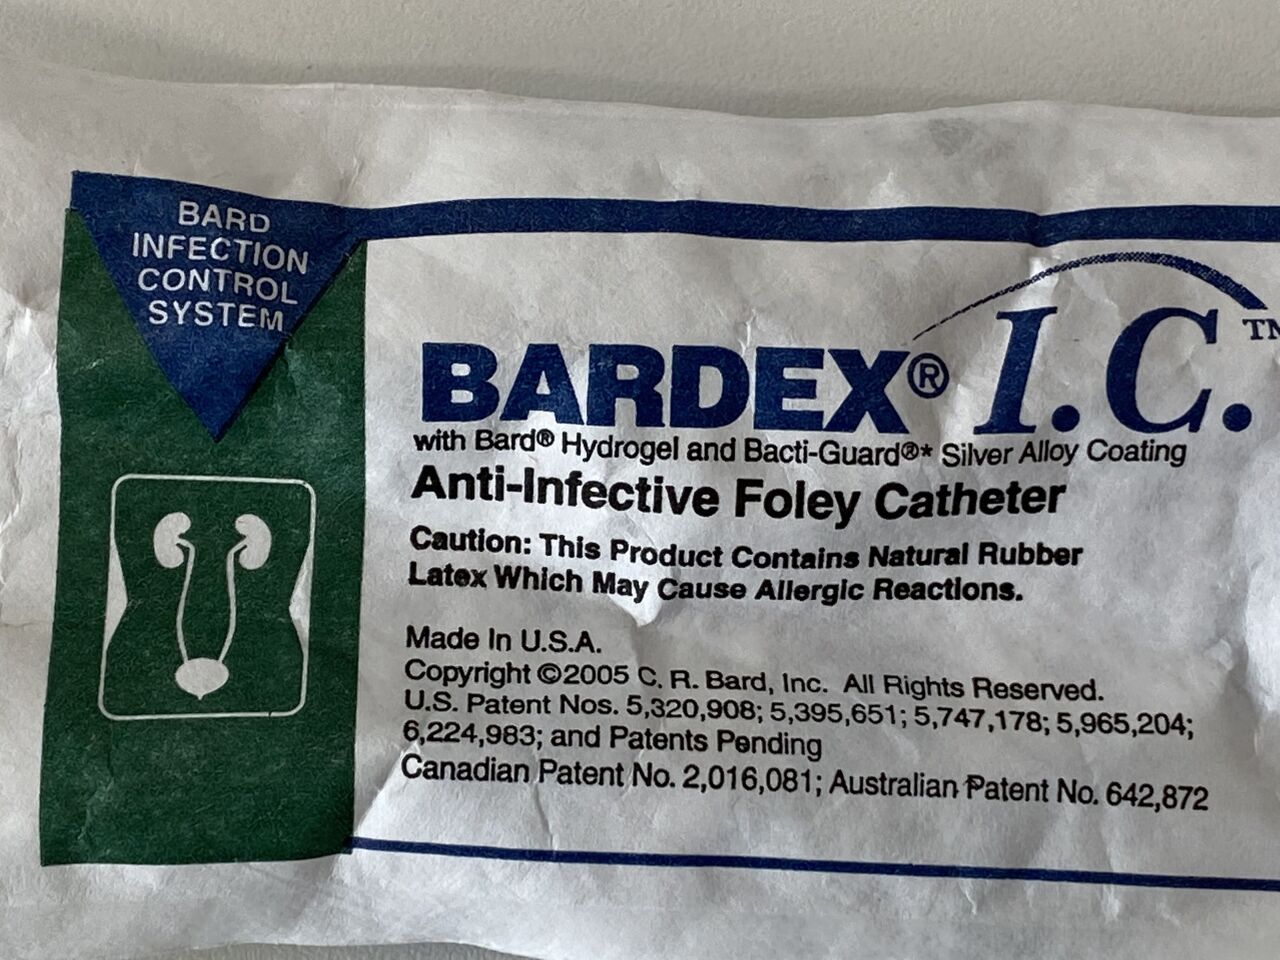 BARD
INFECTION
CONTROL
SYSTEM
BARDEX® I.C.™
with Bard® Hydrogel and Bacti-Guard®* Silver Alloy Coating
Anti-Infective Foley Catheter
Caution: This Product Contains Natural Rubber
Latex Which May Cause Allergic Reactions.
Made In U.S.A.
Copyright ©2005 C. R. Bard, Inc. All Rights Reserved.
U.S. Patent Nos. 5,320,908; 5,395,651; 5,747,178; 5,965,204;
6,224,983; and Patents Pending
Canadian Patent No. 2,016,081; Australian Patent No. 642,872